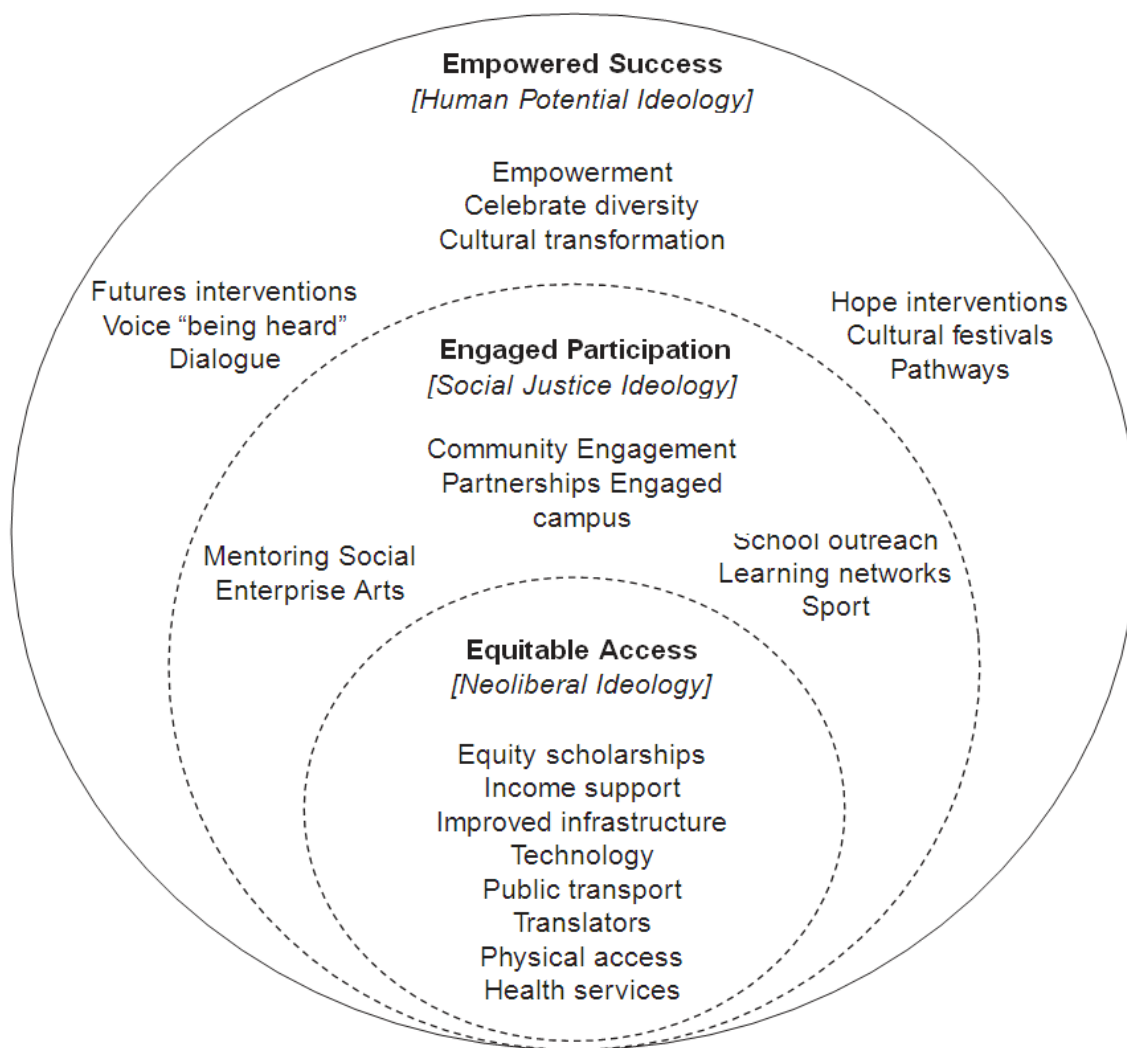 Empowered Success
[Human Potential Ideology]
Empowerment
Celebrate diversity
Cultural transformation
Futures interventions
Voice “being heard”
Dialogue
Hope interventions
Cultural festivals
Pathways
Engaged Participation
[Social Justice Ideology]
Community Engagement
Partnerships Engaged
campus
Mentoring Social
Enterprise Arts
School outreach
Learning networks
Sport
Equitable Access
[Neoliberal Ideology]
Equity scholarships
Income support
Improved infrastructure
Technology
Public transport
Translators
Physical access
Health services